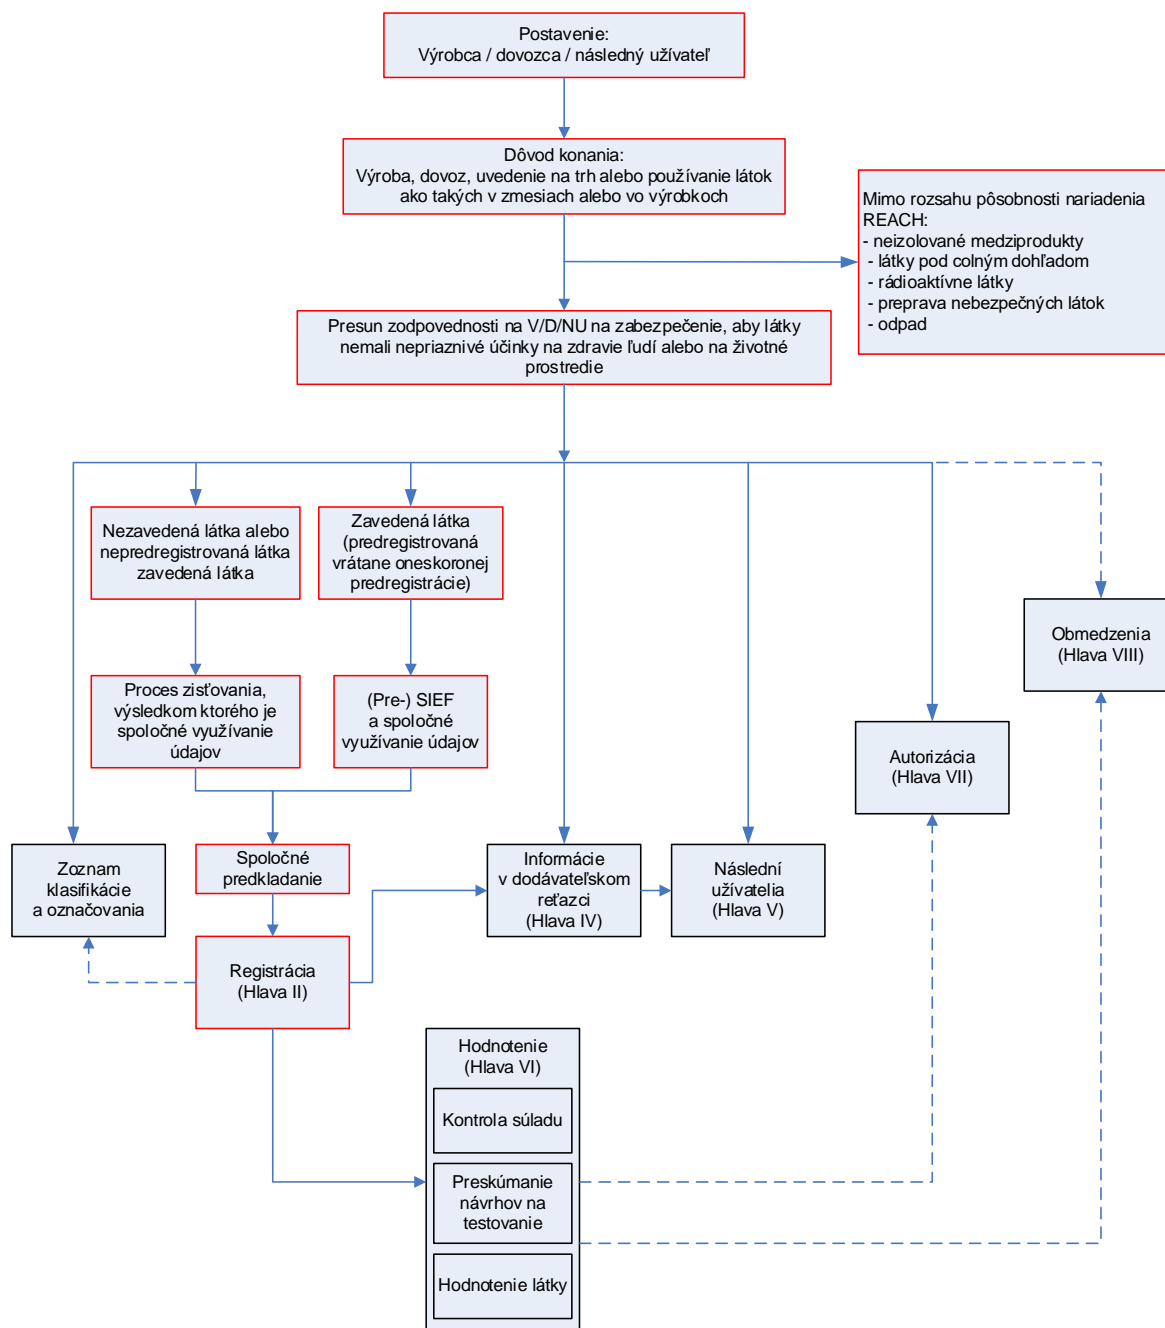 Postavenie:
Výrobca / dovozca / následný užívateľ
Dôvod konania:
Výroba, dovoz, uvedenie na trh alebo používanie látok
ako takých v zmesiach alebo vo výrobkoch
Mimo rozsahu pôsobnosti nariadenia
REACH:
- neizolované medziprodukty
- látky pod colným dohľadom
- rádioaktívne látky
- preprava nebezpečných látok
- odpad
Presun zodpovednosti na V/D/NU na zabezpečenie, aby látky
nemali nepriaznivé účinky na zdravie ľudí alebo na životné
prostredie
Nezavedená látka alebo
nepredregistrovaná látka
zavedená látka
Zavedená látka
(predregistrovaná
vrátane oneskoronej
predregistrácie)
Obmedzenia
(Hlava VIII)
Proces zisťovania,
výsledkom ktorého je
spoločné využívanie
údajov
(Pre-) SIEF
a spoločné
využívanie údajov
Autorizácia
(Hlava VII)
Zoznam
klasifikácie
a označovania
Spoločné
predkladanie
Informácie
v dodávateľskom
reťazci
(Hlava IV)
Následní
užívatelia
(Hlava V)
Registrácia
(Hlava II)
Hodnotenie
(Hlava VI)
Kontrola súladu
Preskúmanie
návrhov na
testovanie
Hodnotenie látky